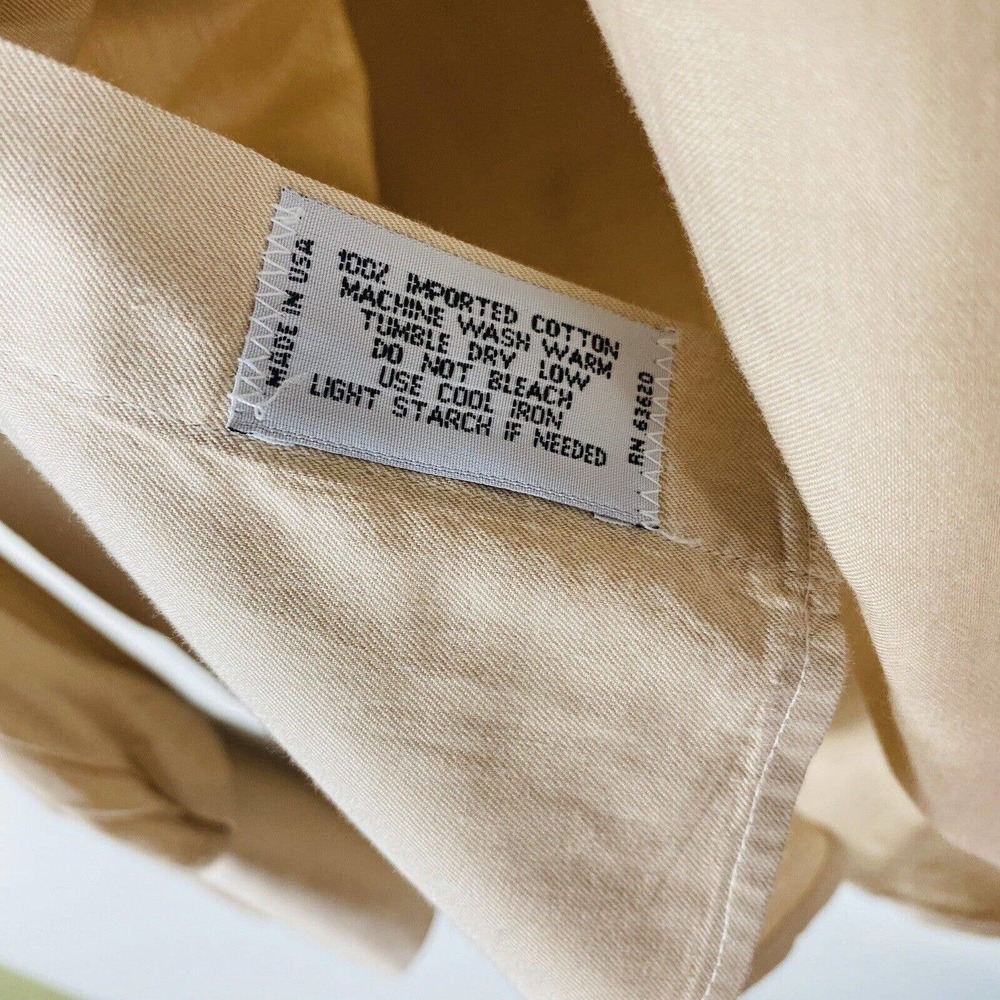 MADE IN USA
100% IMPORTED COTTON
MACHINE WASH WARM
TUMBLE DRY LOW
DO NOT BLEACH
USE COOL IRON
LIGHT STARCH IF NEEDED
RN 63620